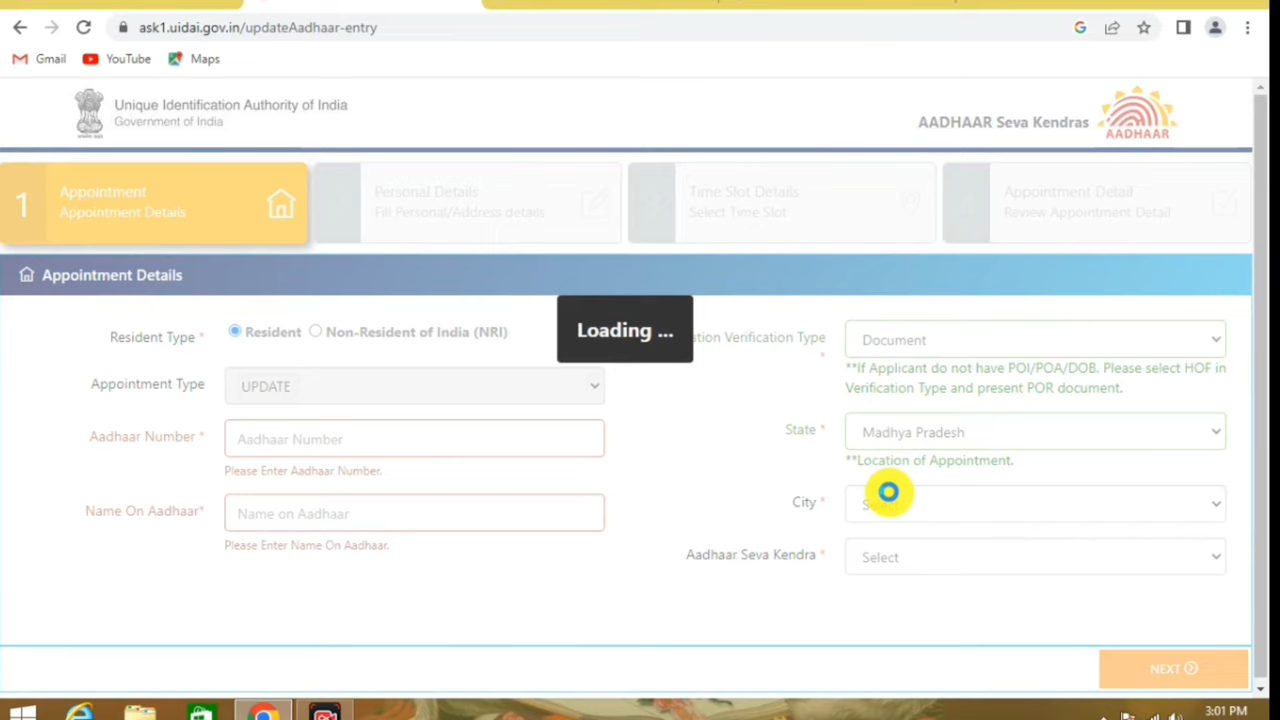 ask1.uidai.gov.in/updateAadhaar-entry
Gmail YouTube Maps
Unique Identification Authority of India
Government of India
AADHAAR Seva Kendras
AADHAAR
1
Appointment
Appointment Details
Personal Details
Fill Personal/Address details
Time Slot Details
Select Time Slot
Appointment Detail
Review Appointment Detail
Appointment Details
Resident Type *
Resident
Non-Resident of India (NRI)
Appointment Type
UPDATE
Aadhaar Number *
Aadhaar Number
Please Enter Aadhaar Number.
Name On Aadhaar*
Name on Aadhaar
Please Enter Name On Aadhaar.
Loading ...
Verification Type
*
Document
**If Applicant do not have POI/POA/DOB. Please select HOF in
Verification Type and present POR document.
State *
Madhya Pradesh
**Location of Appointment.
City *
Aadhaar Seva Kendra *
Select
NEXT
3:01 PM